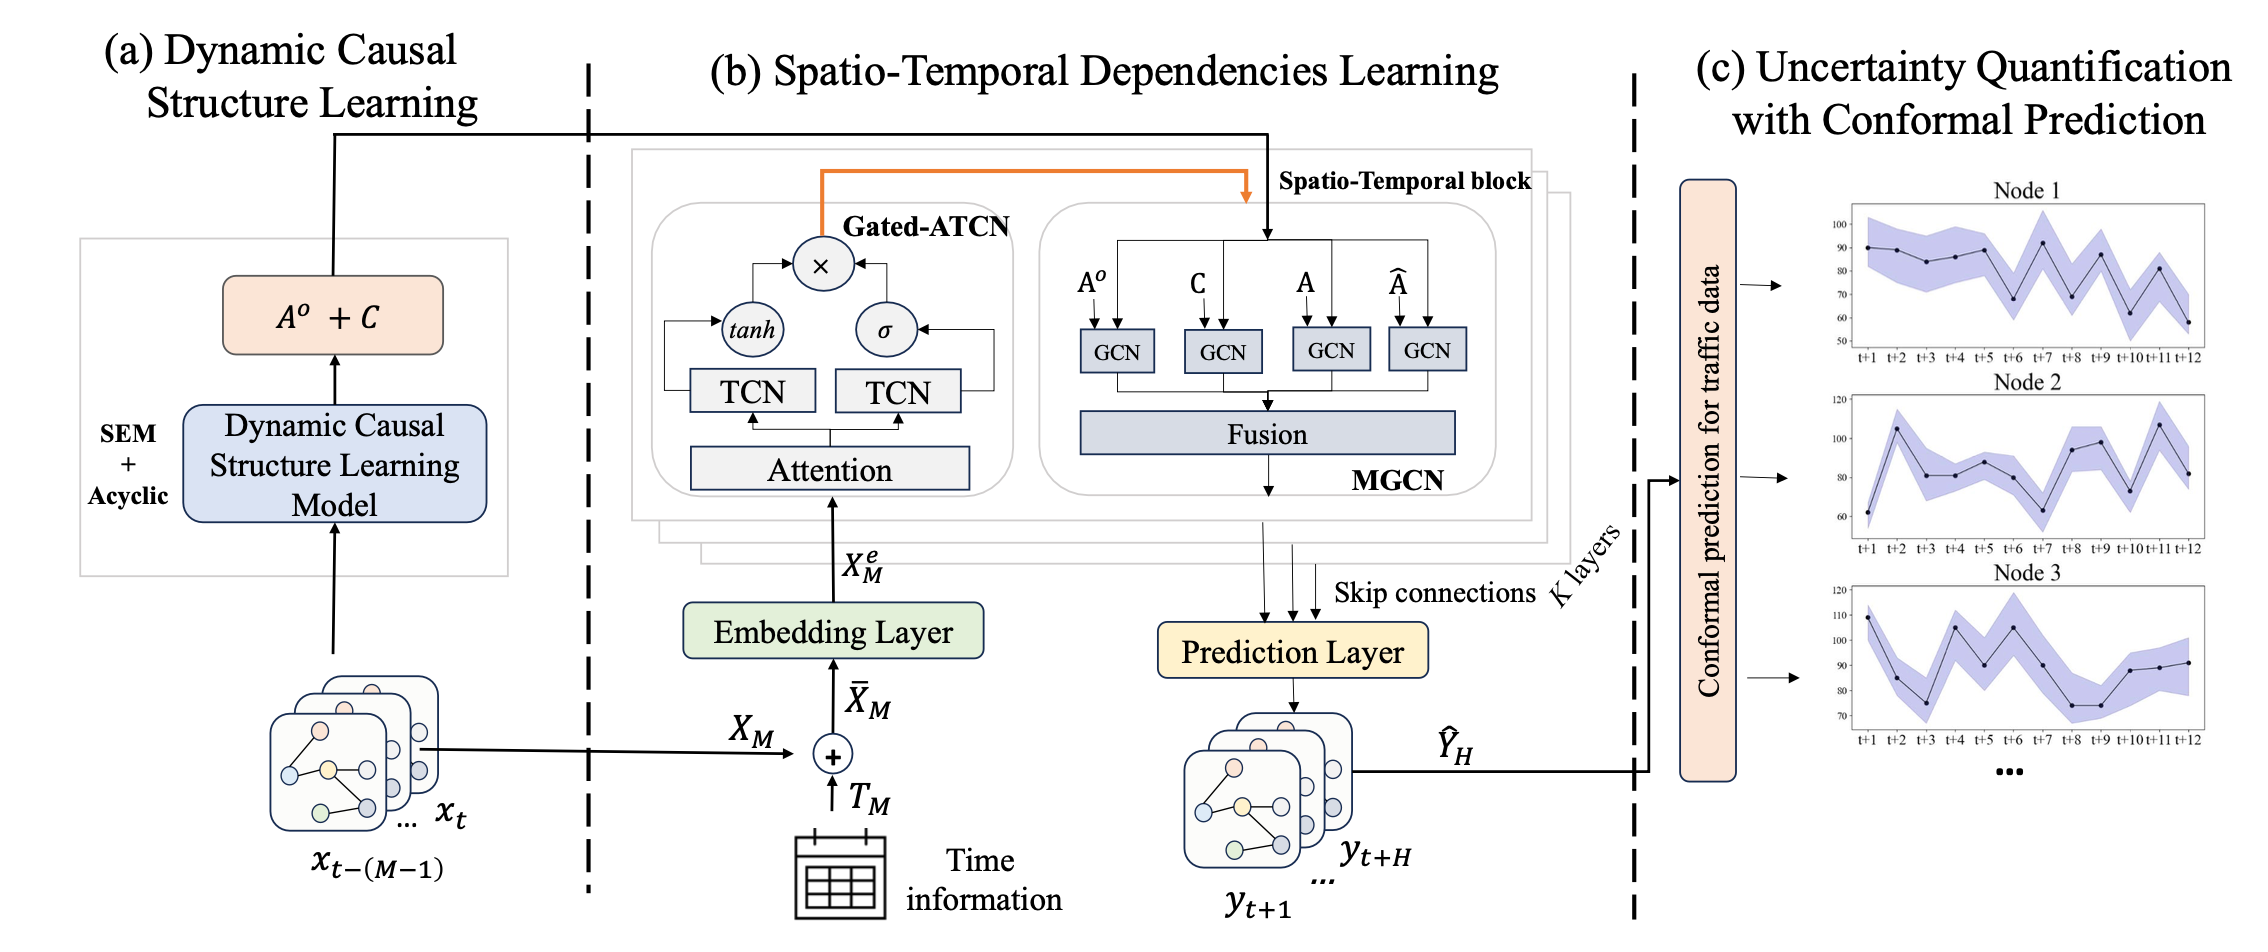 (a) Dynamic Causal
Structure Learning
A^o + C
SEM
+
Acyclic
Dynamic Causal
Structure Learning
Model
x_t
...
x_{t-(M-1)}
(b) Spatio-Temporal Dependencies Learning
Spatio-Temporal block
Gated-ATCN
×
tanh
σ
TCN
TCN
Attention
A^o
C
A
Â
GCN
GCN
GCN
GCN
Fusion
MGCN
X_M^e
Embedding Layer
X̄_M
X_M
+
T_M
Time
information
Skip connections
K layers
Prediction Layer
Ŷ_H
y_{t+H}
...
y_{t+1}
(c) Uncertainty Quantification
with Conformal Prediction
Conformal prediction for traffic data
Node 1
100
90
80
70
60
50
t+1 t+2 t+3 t+4 t+5 t+6 t+7 t+8 t+9 t+10 t+11 t+12
Node 2
120
100
80
60
t+1 t+2 t+3 t+4 t+5 t+6 t+7 t+8 t+9 t+10 t+11 t+12
Node 3
120
110
100
90
80
70
t+1 t+2 t+3 t+4 t+5 t+6 t+7 t+8 t+9 t+10 t+11 t+12
...